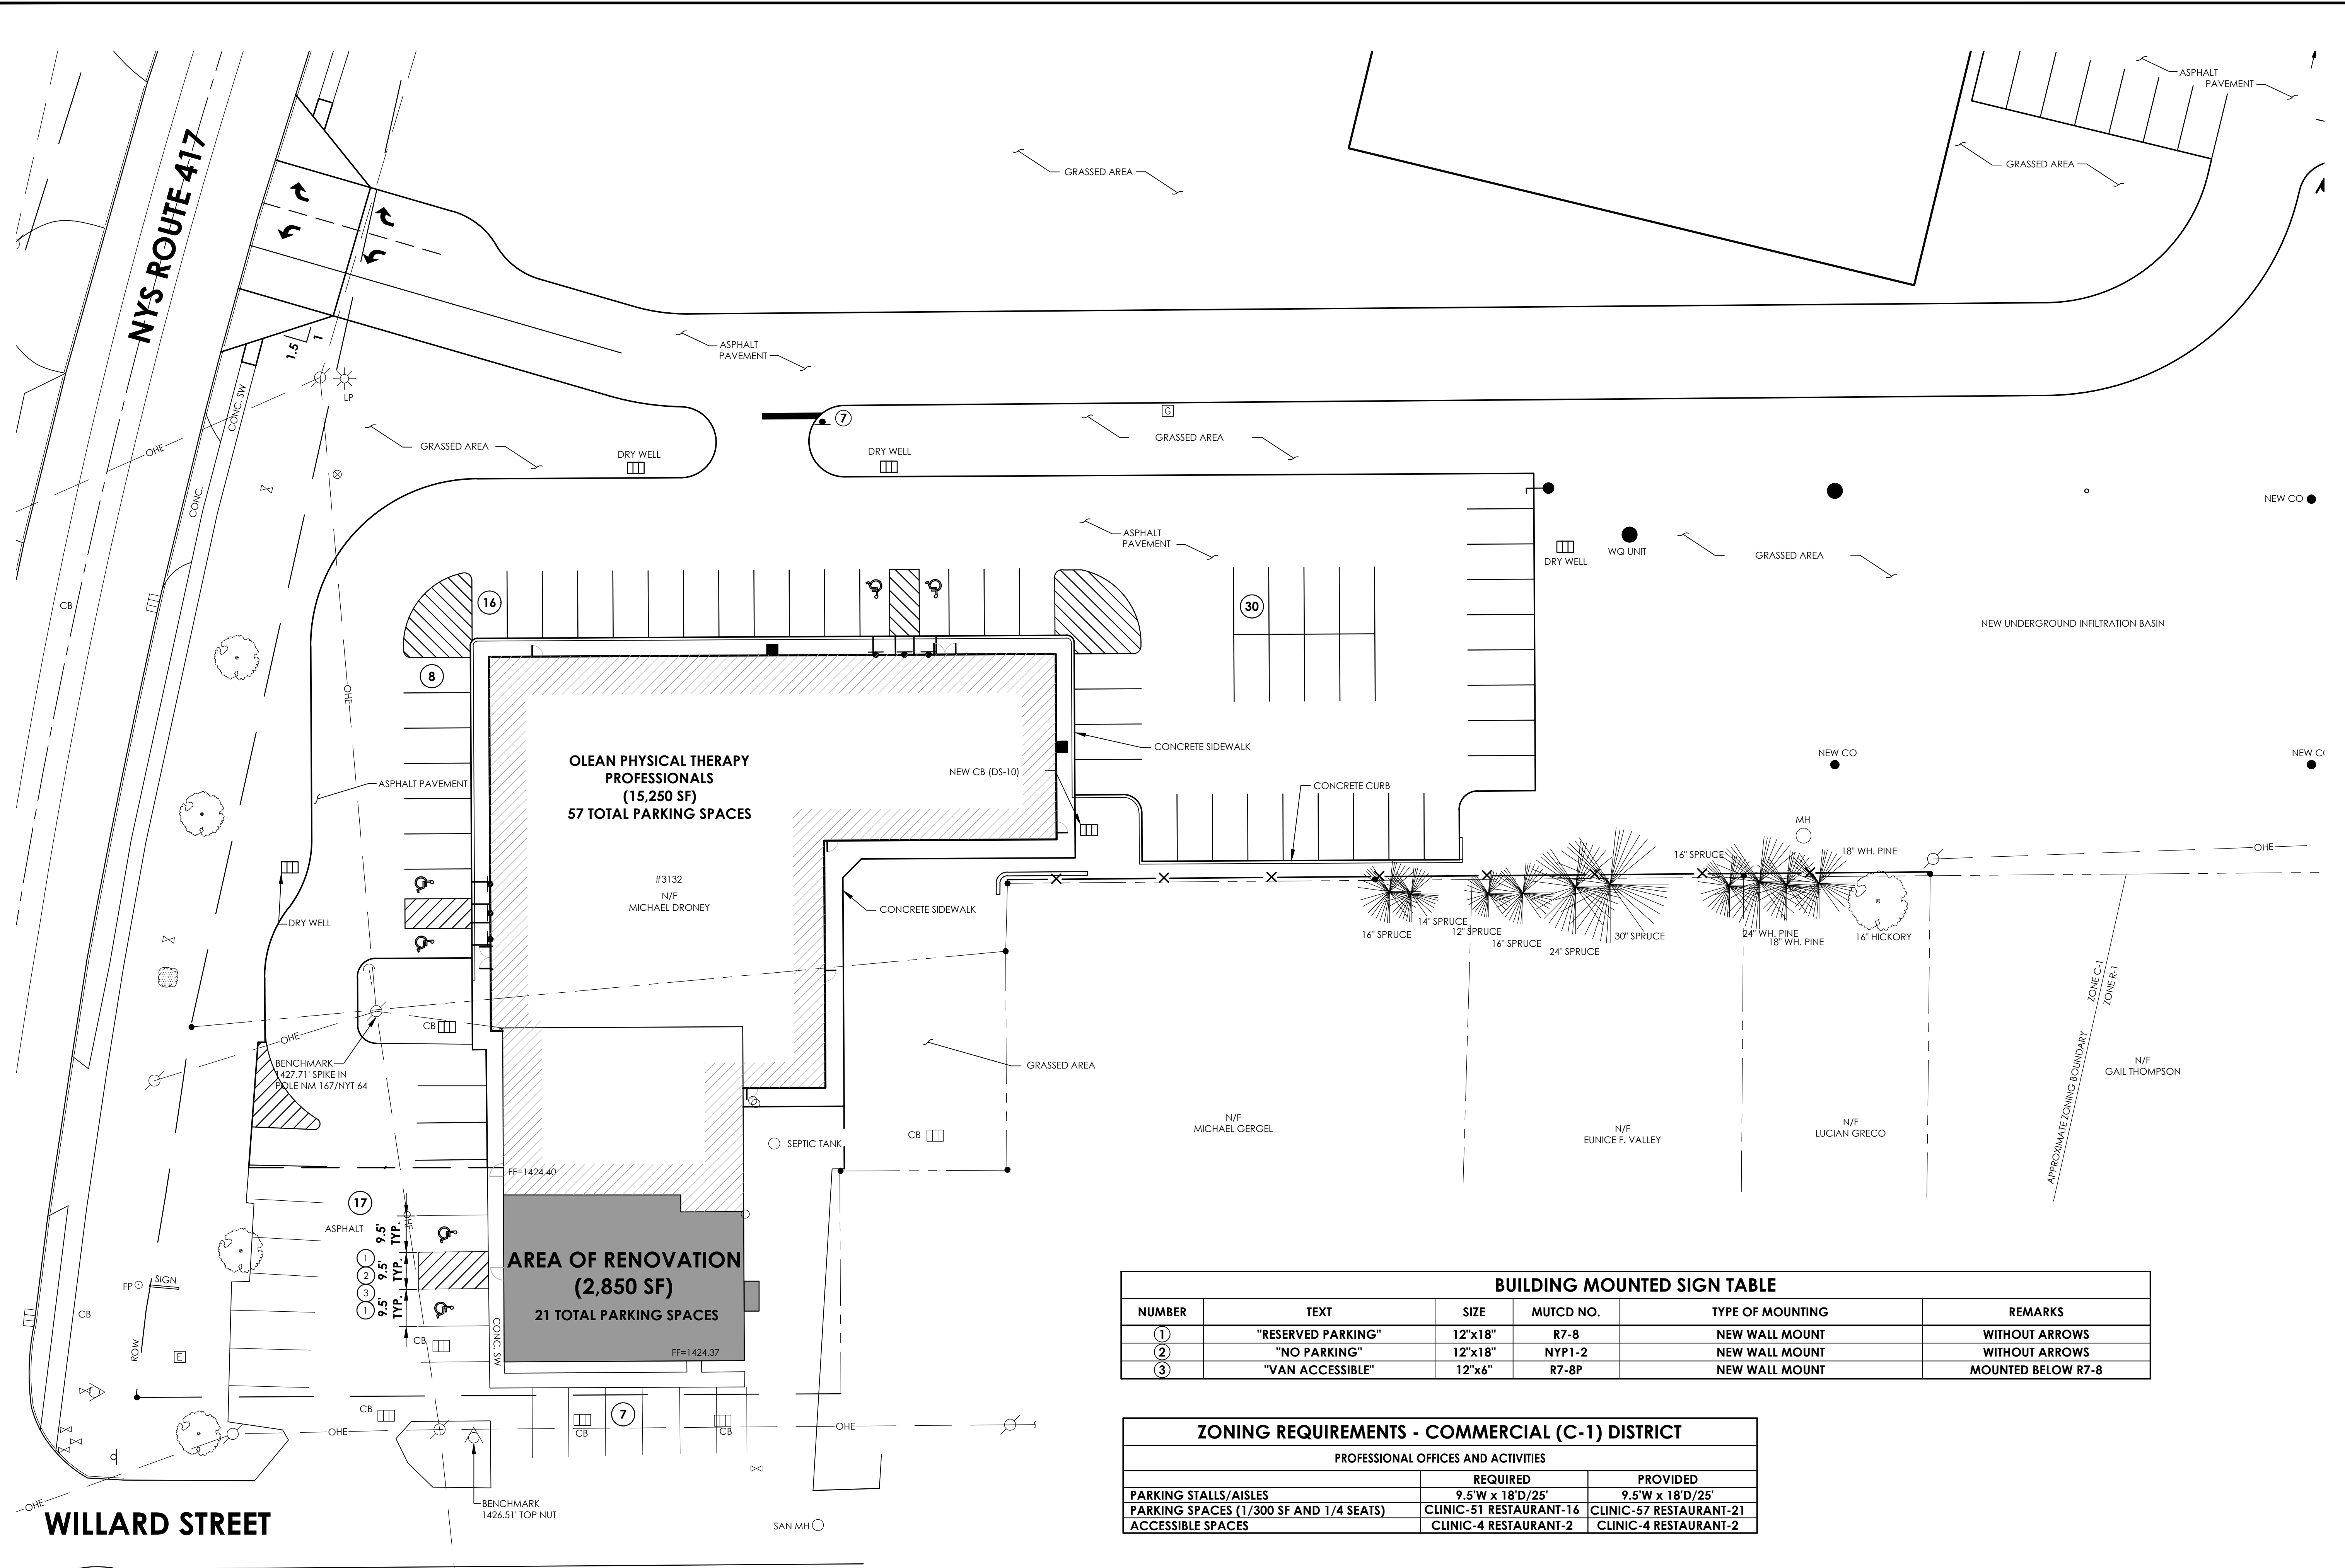 ASPHALT
PAVEMENT
GRASSED AREA
GRASSED AREA
NYS ROUTE 417
1.5
1
ASPHALT
PAVEMENT
LP
CONC. SW
OHE
CONC.
GRASSED AREA
DRY WELL
7
DRY WELL
G
GRASSED AREA
ASPHALT
PAVEMENT
DRY WELL
WQ UNIT
GRASSED AREA
NEW CO
CB
16
30
NEW UNDERGROUND INFILTRATION BASIN
8
OHE
OLEAN PHYSICAL THERAPY
PROFESSIONALS
(15,250 SF)
57 TOTAL PARKING SPACES
CONCRETE SIDEWALK
NEW CB (DS-10)
CONCRETE CURB
NEW CO
NEW C
ASPHALT PAVEMENT
#3132
N/F
MICHAEL DRONEY
MH
16" SPRUCE
18" WH. PINE
OHE
DRY WELL
CONCRETE SIDEWALK
16" SPRUCE
14" SPRUCE
12" SPRUCE
16" SPRUCE
24" SPRUCE
30" SPRUCE
24" WH. PINE
18" WH. PINE
16" HICKORY
ZONE C-1
ZONE R-1
APPROXIMATE ZONING BOUNDARY
CB
OHE
BENCHMARK
1427.71' SPIKE IN
POLE NM 167/NYT 64
GRASSED AREA
N/F
GAIL THOMPSON
N/F
MICHAEL GERGEL
N/F
EUNICE F. VALLEY
N/F
LUCIAN GRECO
CB
SEPTIC TANK
FF=1424.40
17
ASPHALT
OHE
9.5'
TYP.
9.5'
TYP.
9.5'
TYP.
1
2
3
1
AREA OF RENOVATION
(2,850 SF)
21 TOTAL PARKING SPACES
FF=1424.37
CONC. SW
CB
FP
SIGN
CB
ROW
E
CB
7
CB
CB
OHE
OHE
OHE
BENCHMARK
1426.51' TOP NUT
SAN MH
WILLARD STREET
BUILDING MOUNTED SIGN TABLE
NUMBER TEXT SIZE MUTCD NO. TYPE OF MOUNTING REMARKS
1 "RESERVED PARKING" 12"x18" R7-8 NEW WALL MOUNT WITHOUT ARROWS
2 "NO PARKING" 12"x18" NYP1-2 NEW WALL MOUNT WITHOUT ARROWS
3 "VAN ACCESSIBLE" 12"x6" R7-8P NEW WALL MOUNT MOUNTED BELOW R7-8
ZONING REQUIREMENTS - COMMERCIAL (C-1) DISTRICT
PROFESSIONAL OFFICES AND ACTIVITIES
REQUIRED PROVIDED
PARKING STALLS/AISLES 9.5'W x 18'D/25' 9.5'W x 18'D/25'
PARKING SPACES (1/300 SF AND 1/4 SEATS) CLINIC-51 RESTAURANT-16 CLINIC-57 RESTAURANT-21
ACCESSIBLE SPACES CLINIC-4 RESTAURANT-2 CLINIC-4 RESTAURANT-2